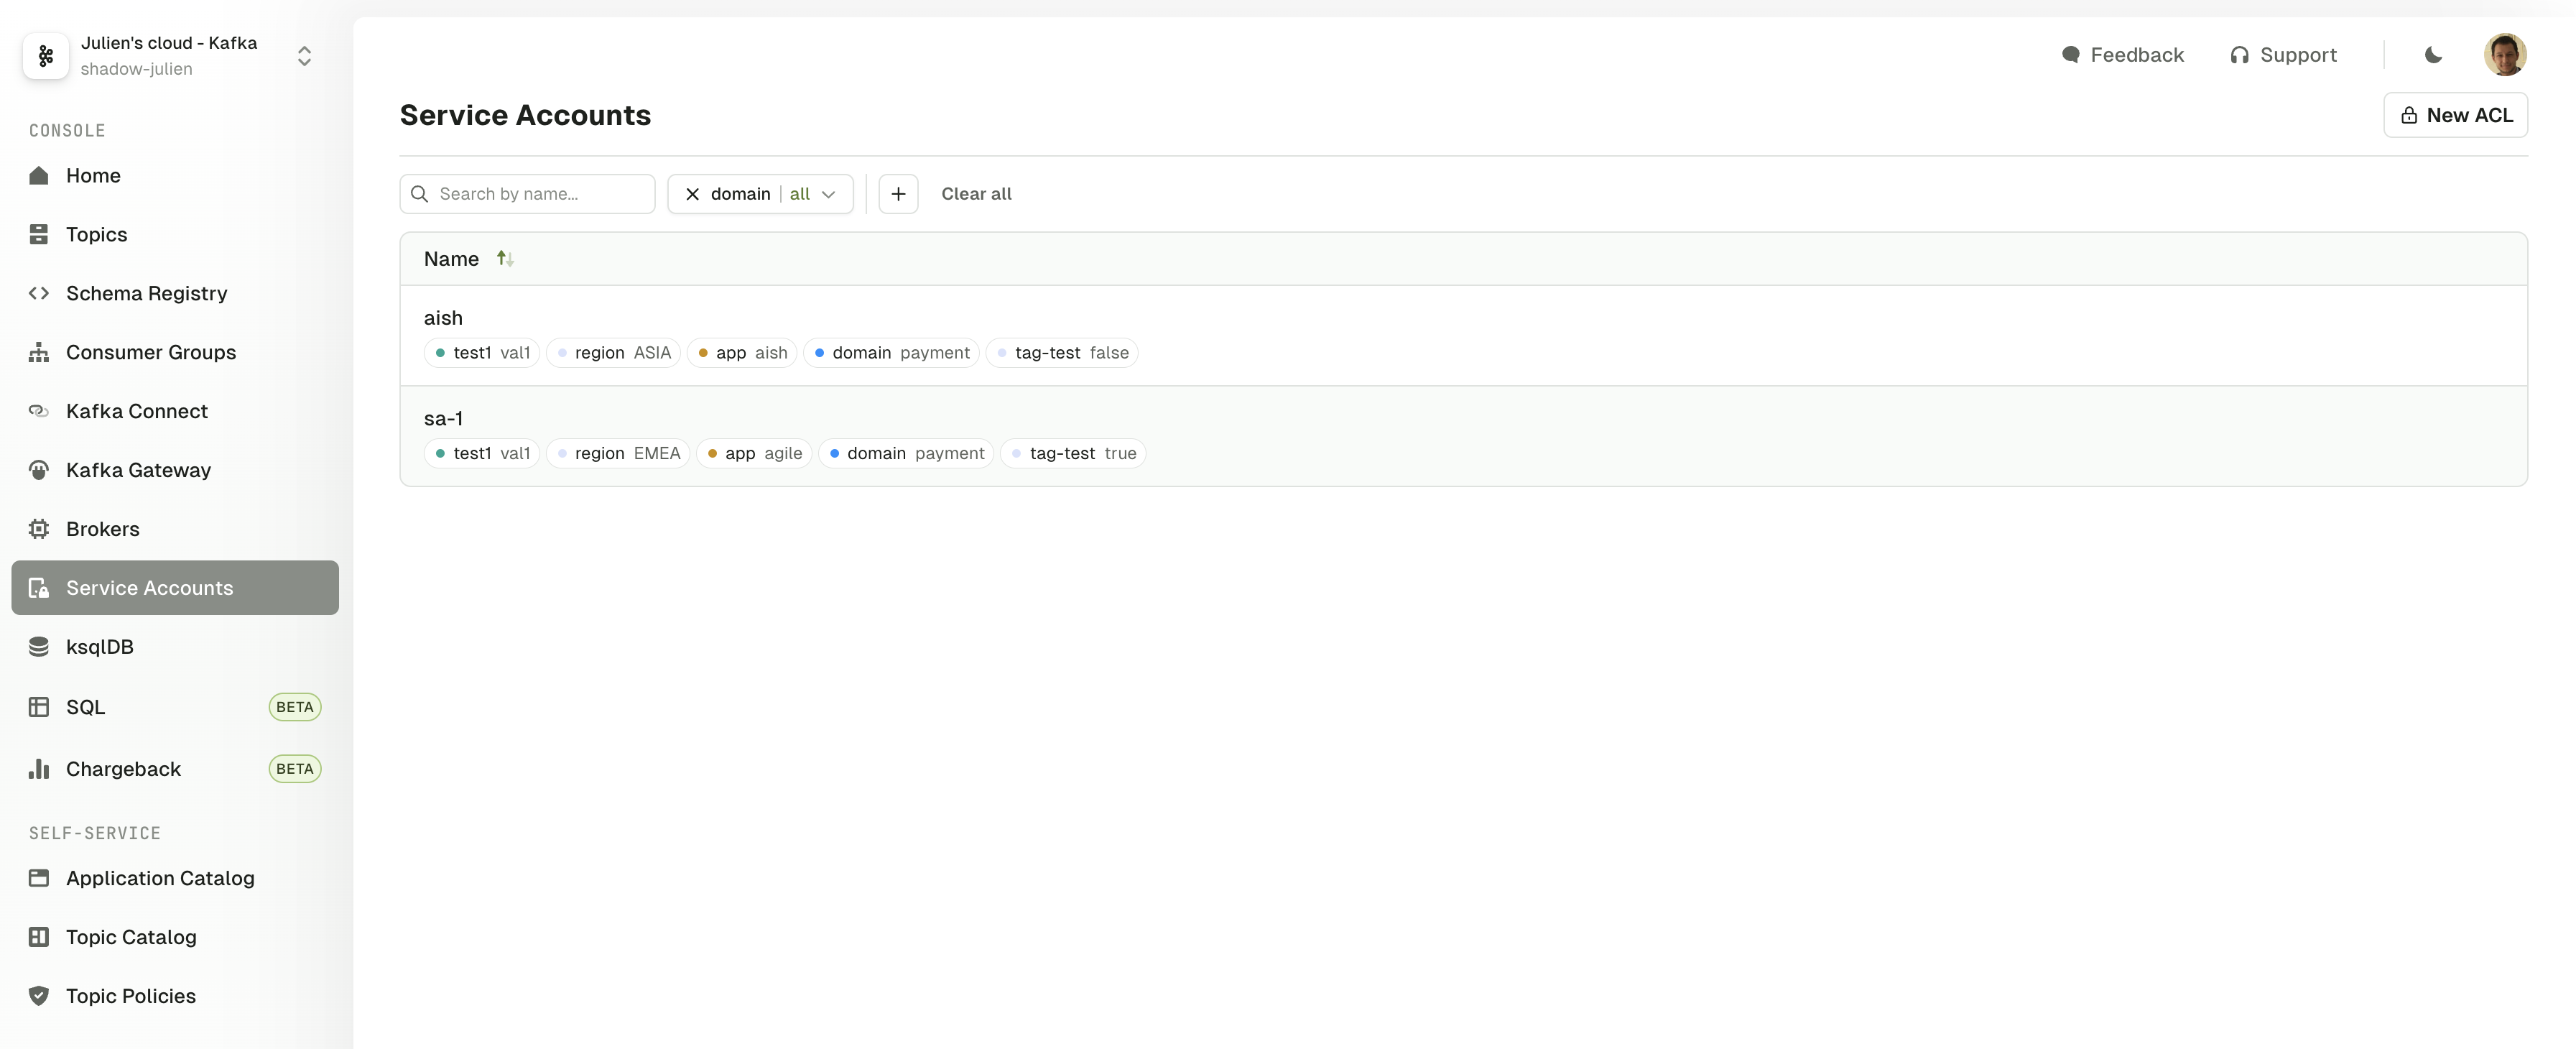 Julien's cloud - Kafka
shadow-julien
CONSOLE
Home
Topics
Schema Registry
Consumer Groups
Kafka Connect
Kafka Gateway
Brokers
Service Accounts
ksqlDB
SQL BETA
Chargeback BETA
SELF-SERVICE
Application Catalog
Topic Catalog
Topic Policies
Feedback Support
Service Accounts New ACL
Search by name... domain | all Clear all
Name
aish
test1 val1 region ASIA app aish domain payment tag-test false
sa-1
test1 val1 region EMEA app agile domain payment tag-test true